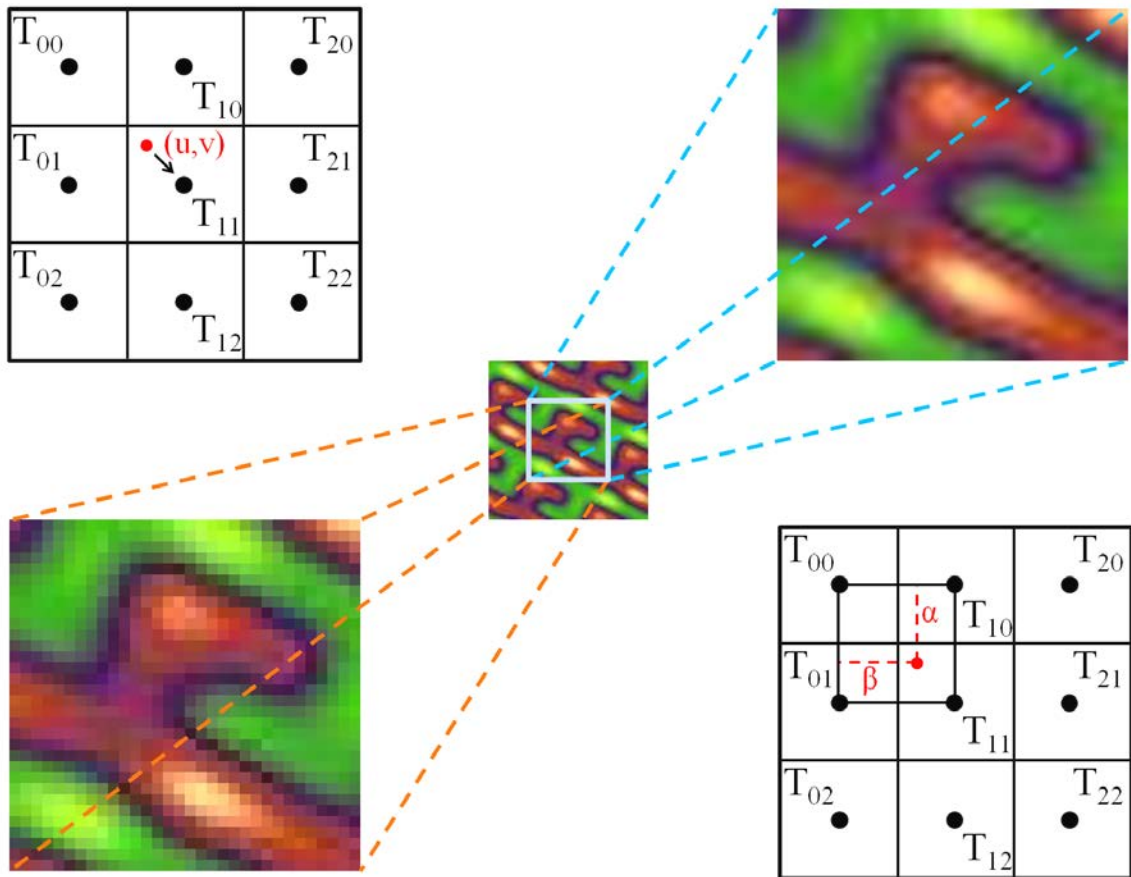 T₀₀ T₂₀
T₁₀
(u,v)
T₀₁ T₂₁
T₁₁
T₀₂ T₂₂
T₁₂
T₀₀ T₂₀
α T₁₀
T₀₁ β T₂₁
T₁₁
T₀₂ T₂₂
T₁₂